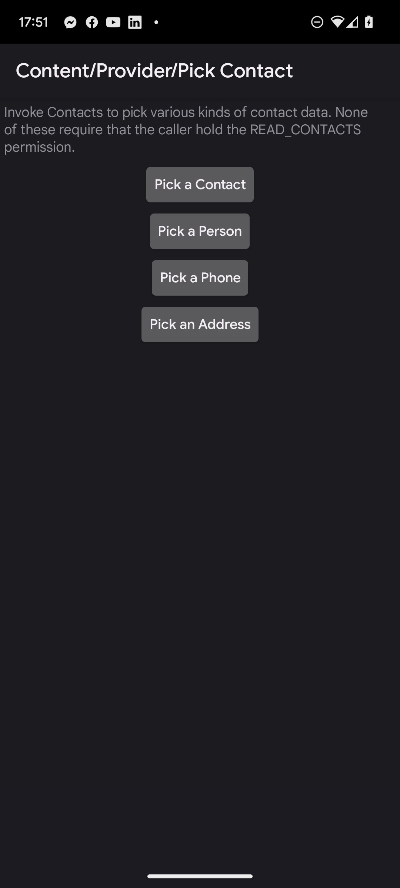 17:51
Content/Provider/Pick Contact
Invoke Contacts to pick various kinds of contact data. None
of these require that the caller hold the READ_CONTACTS
permission.
Pick a Contact
Pick a Person
Pick a Phone
Pick an Address